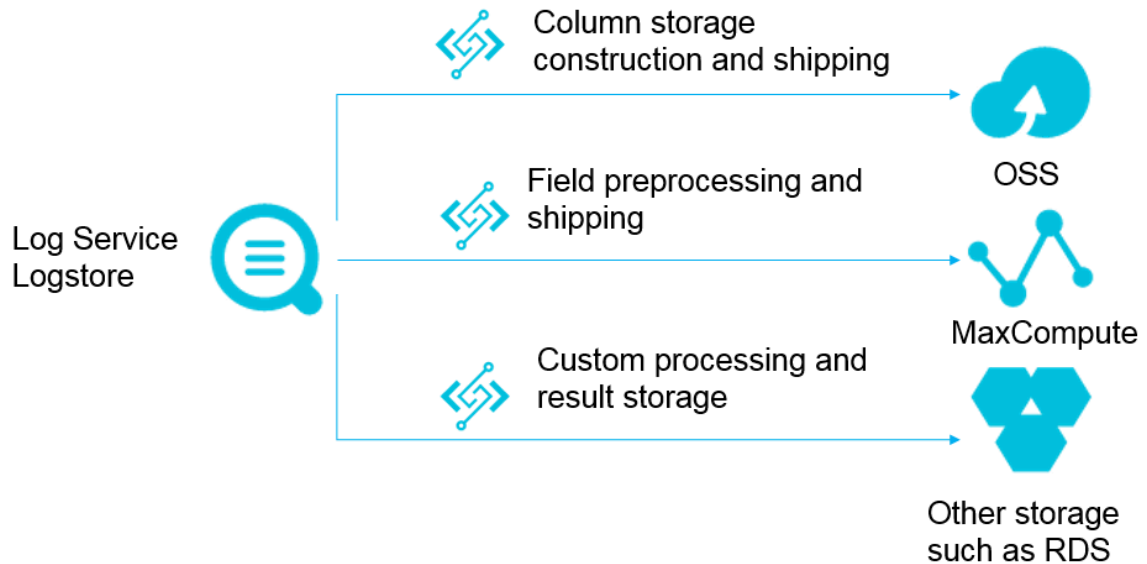 Column storage
construction and shipping
OSS
Field preprocessing and
shipping
Log Service
Logstore
MaxCompute
Custom processing and
result storage
Other storage
such as RDS